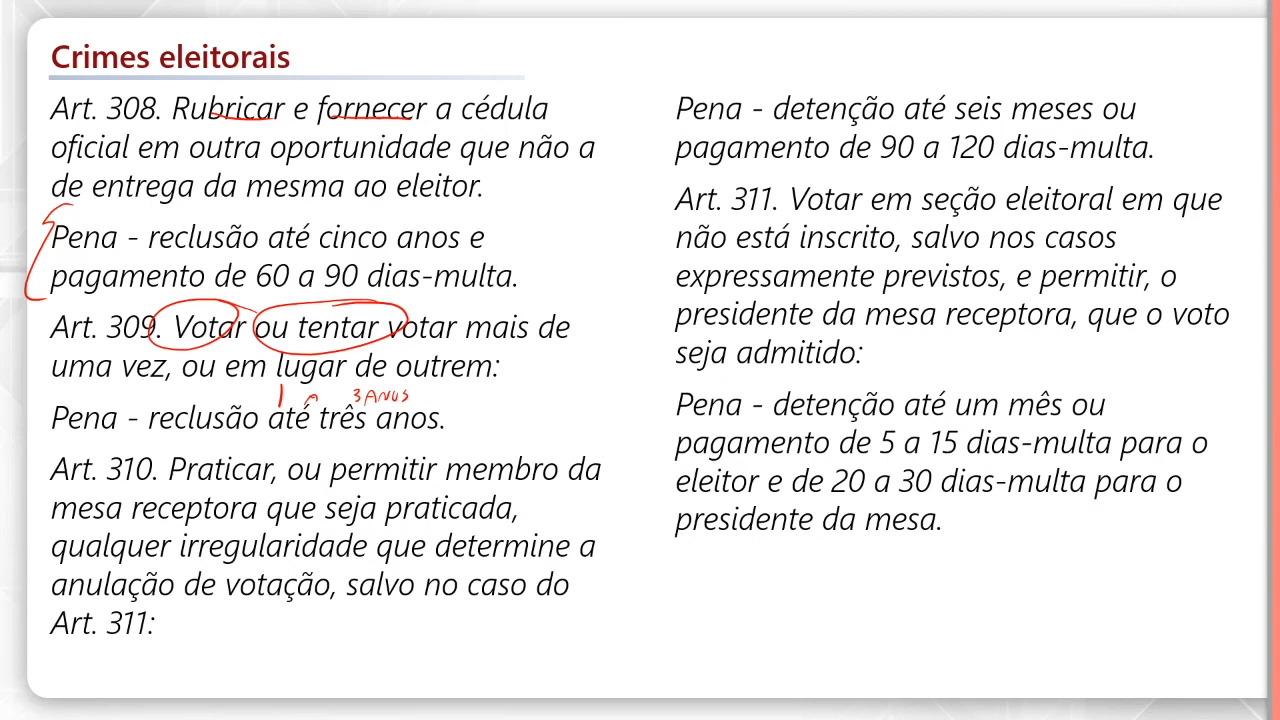 Crimes eleitorais
Art. 308. Rubricar e fornecer a cédula
oficial em outra oportunidade que não a
de entrega da mesma ao eleitor.
Pena - reclusão até cinco anos e
pagamento de 60 a 90 dias-multa.
Art. 309. Votar ou tentar votar mais de
uma vez, ou em lugar de outrem:
1 A 3 ANOS
Pena - reclusão até três anos.
Art. 310. Praticar, ou permitir membro da
mesa receptora que seja praticada,
qualquer irregularidade que determine a
anulação de votação, salvo no caso do
Art. 311:
Pena - detenção até seis meses ou
pagamento de 90 a 120 dias-multa.
Art. 311. Votar em seção eleitoral em que
não está inscrito, salvo nos casos
expressamente previstos, e permitir, o
presidente da mesa receptora, que o voto
seja admitido:
Pena - detenção até um mês ou
pagamento de 5 a 15 dias-multa para o
eleitor e de 20 a 30 dias-multa para o
presidente da mesa.